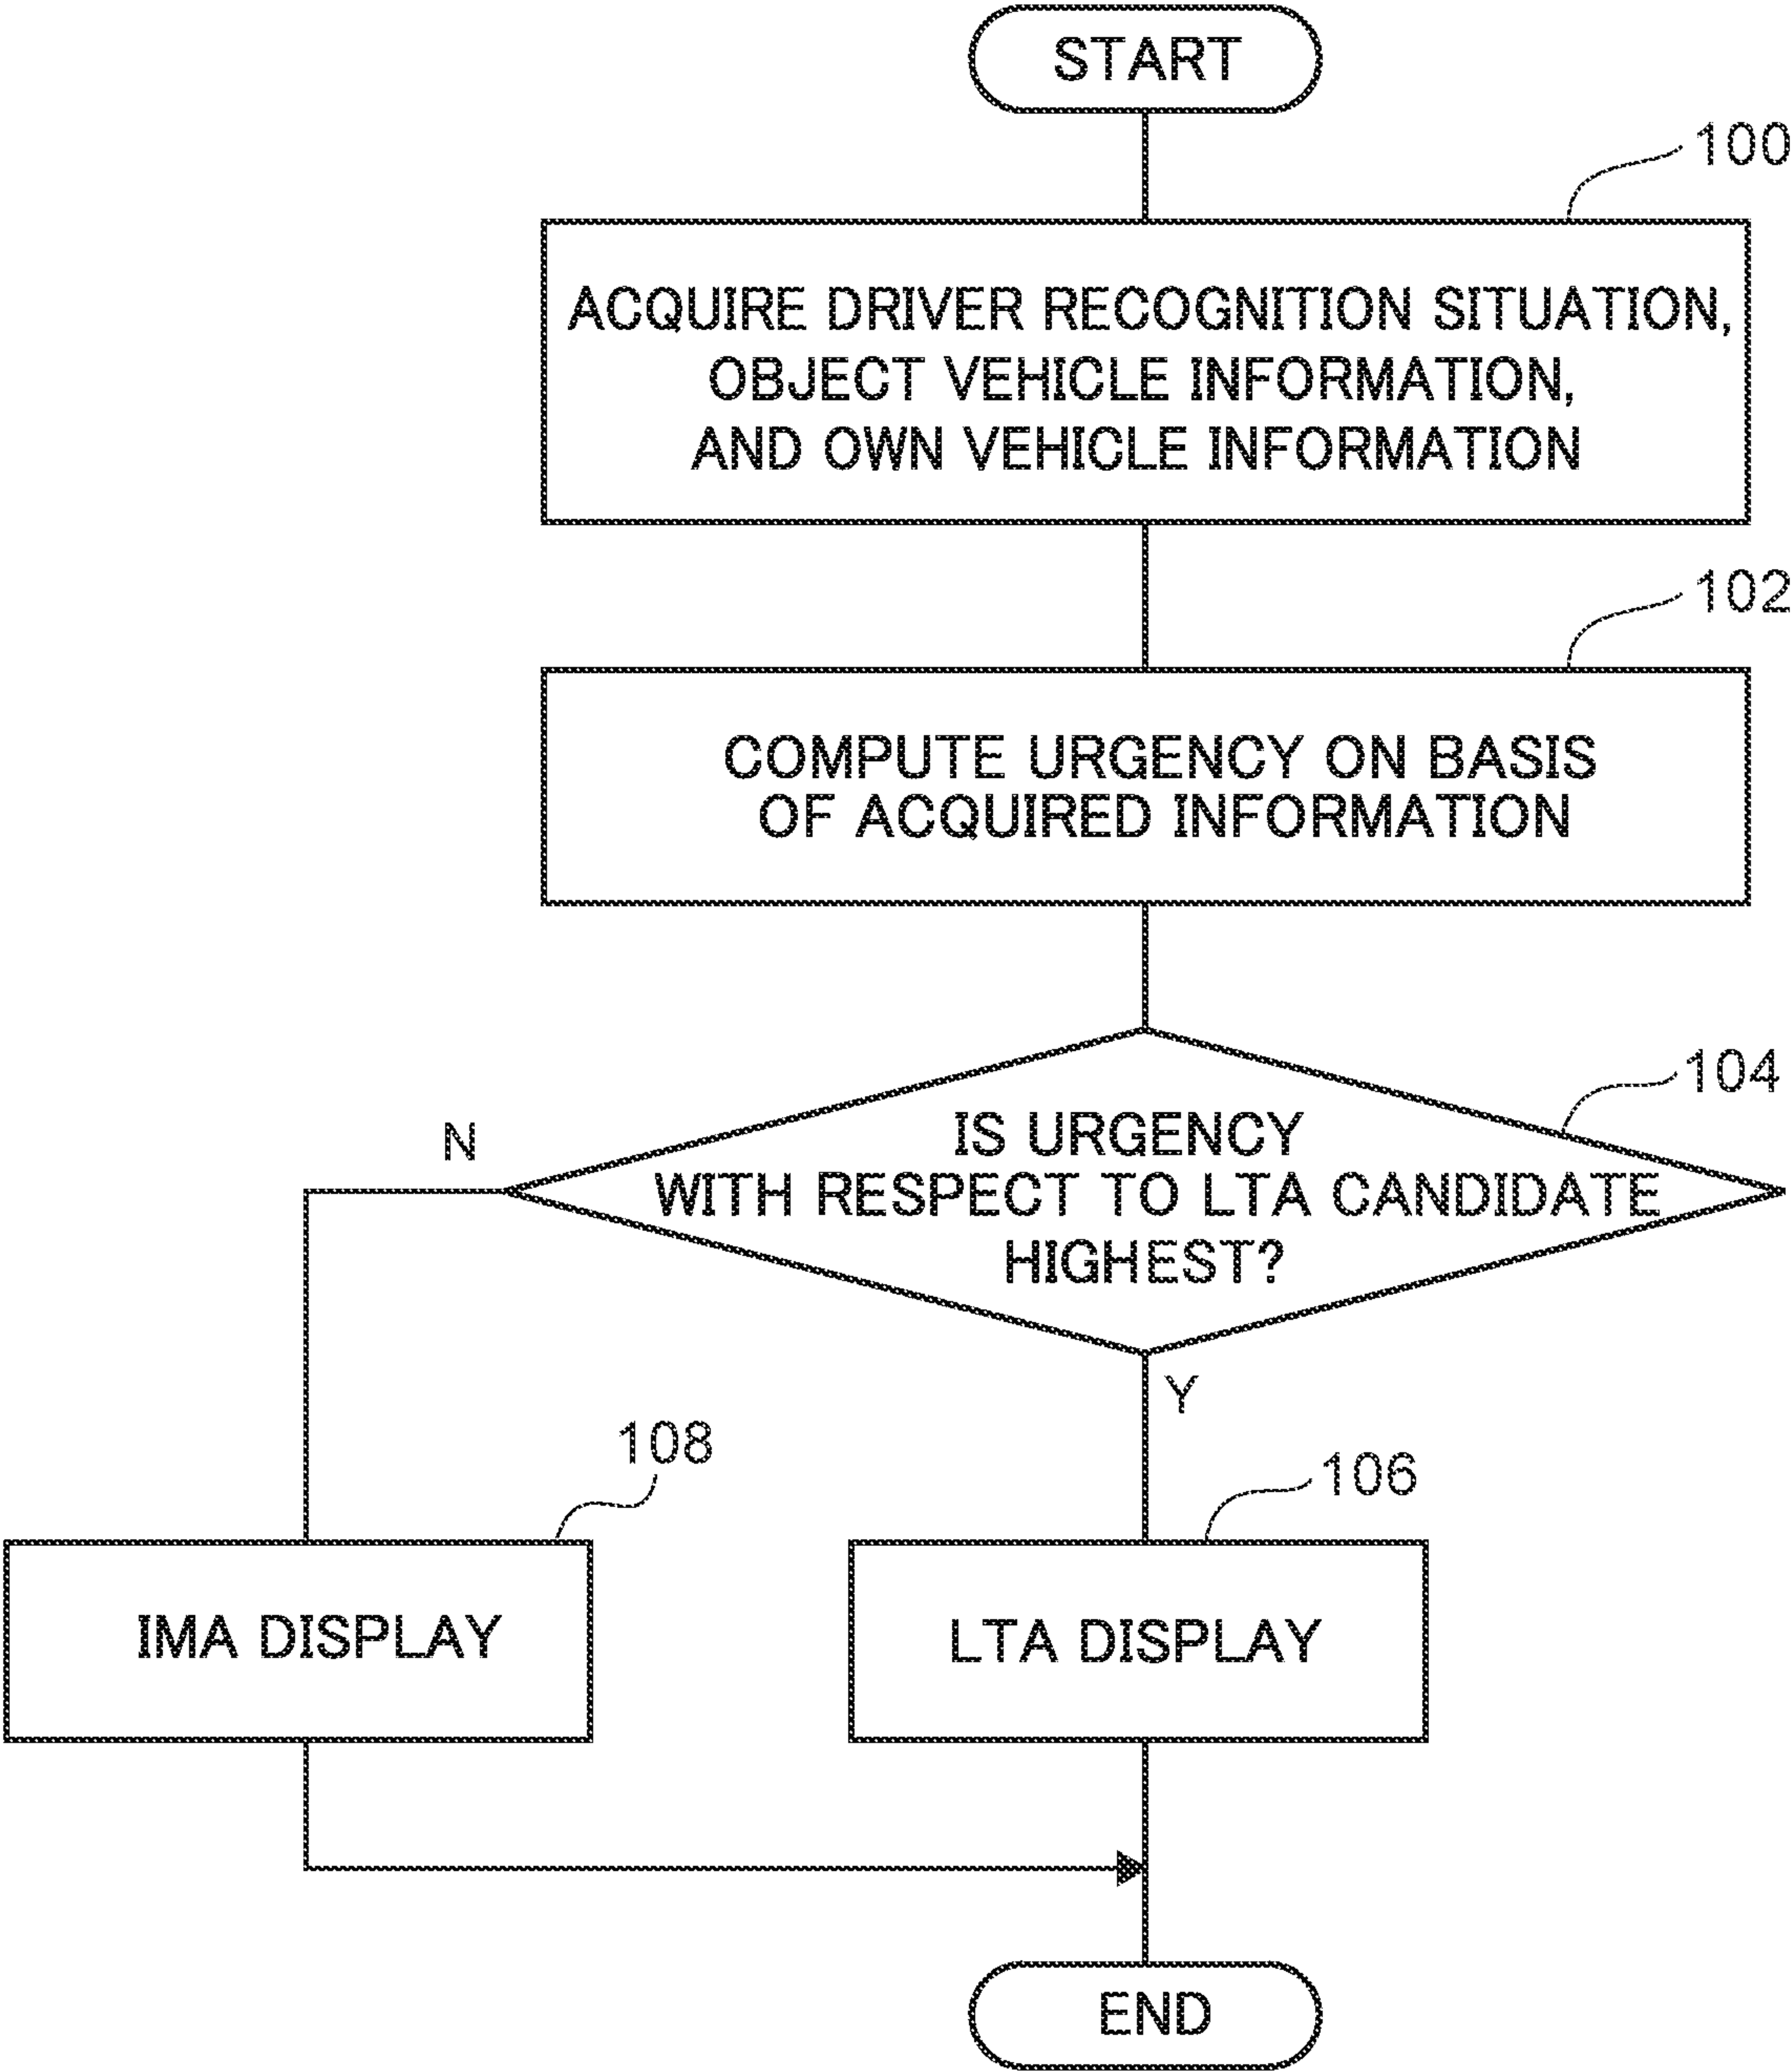 START
100
ACQUIRE DRIVER RECOGNITION SITUATION,
OBJECT VEHICLE INFORMATION,
AND OWN VEHICLE INFORMATION
102
COMPUTE URGENCY ON BASIS
OF ACQUIRED INFORMATION
104
IS URGENCY
WITH RESPECT TO LTA CANDIDATE
HIGHEST?
N
Y
108
106
IMA DISPLAY
LTA DISPLAY
END